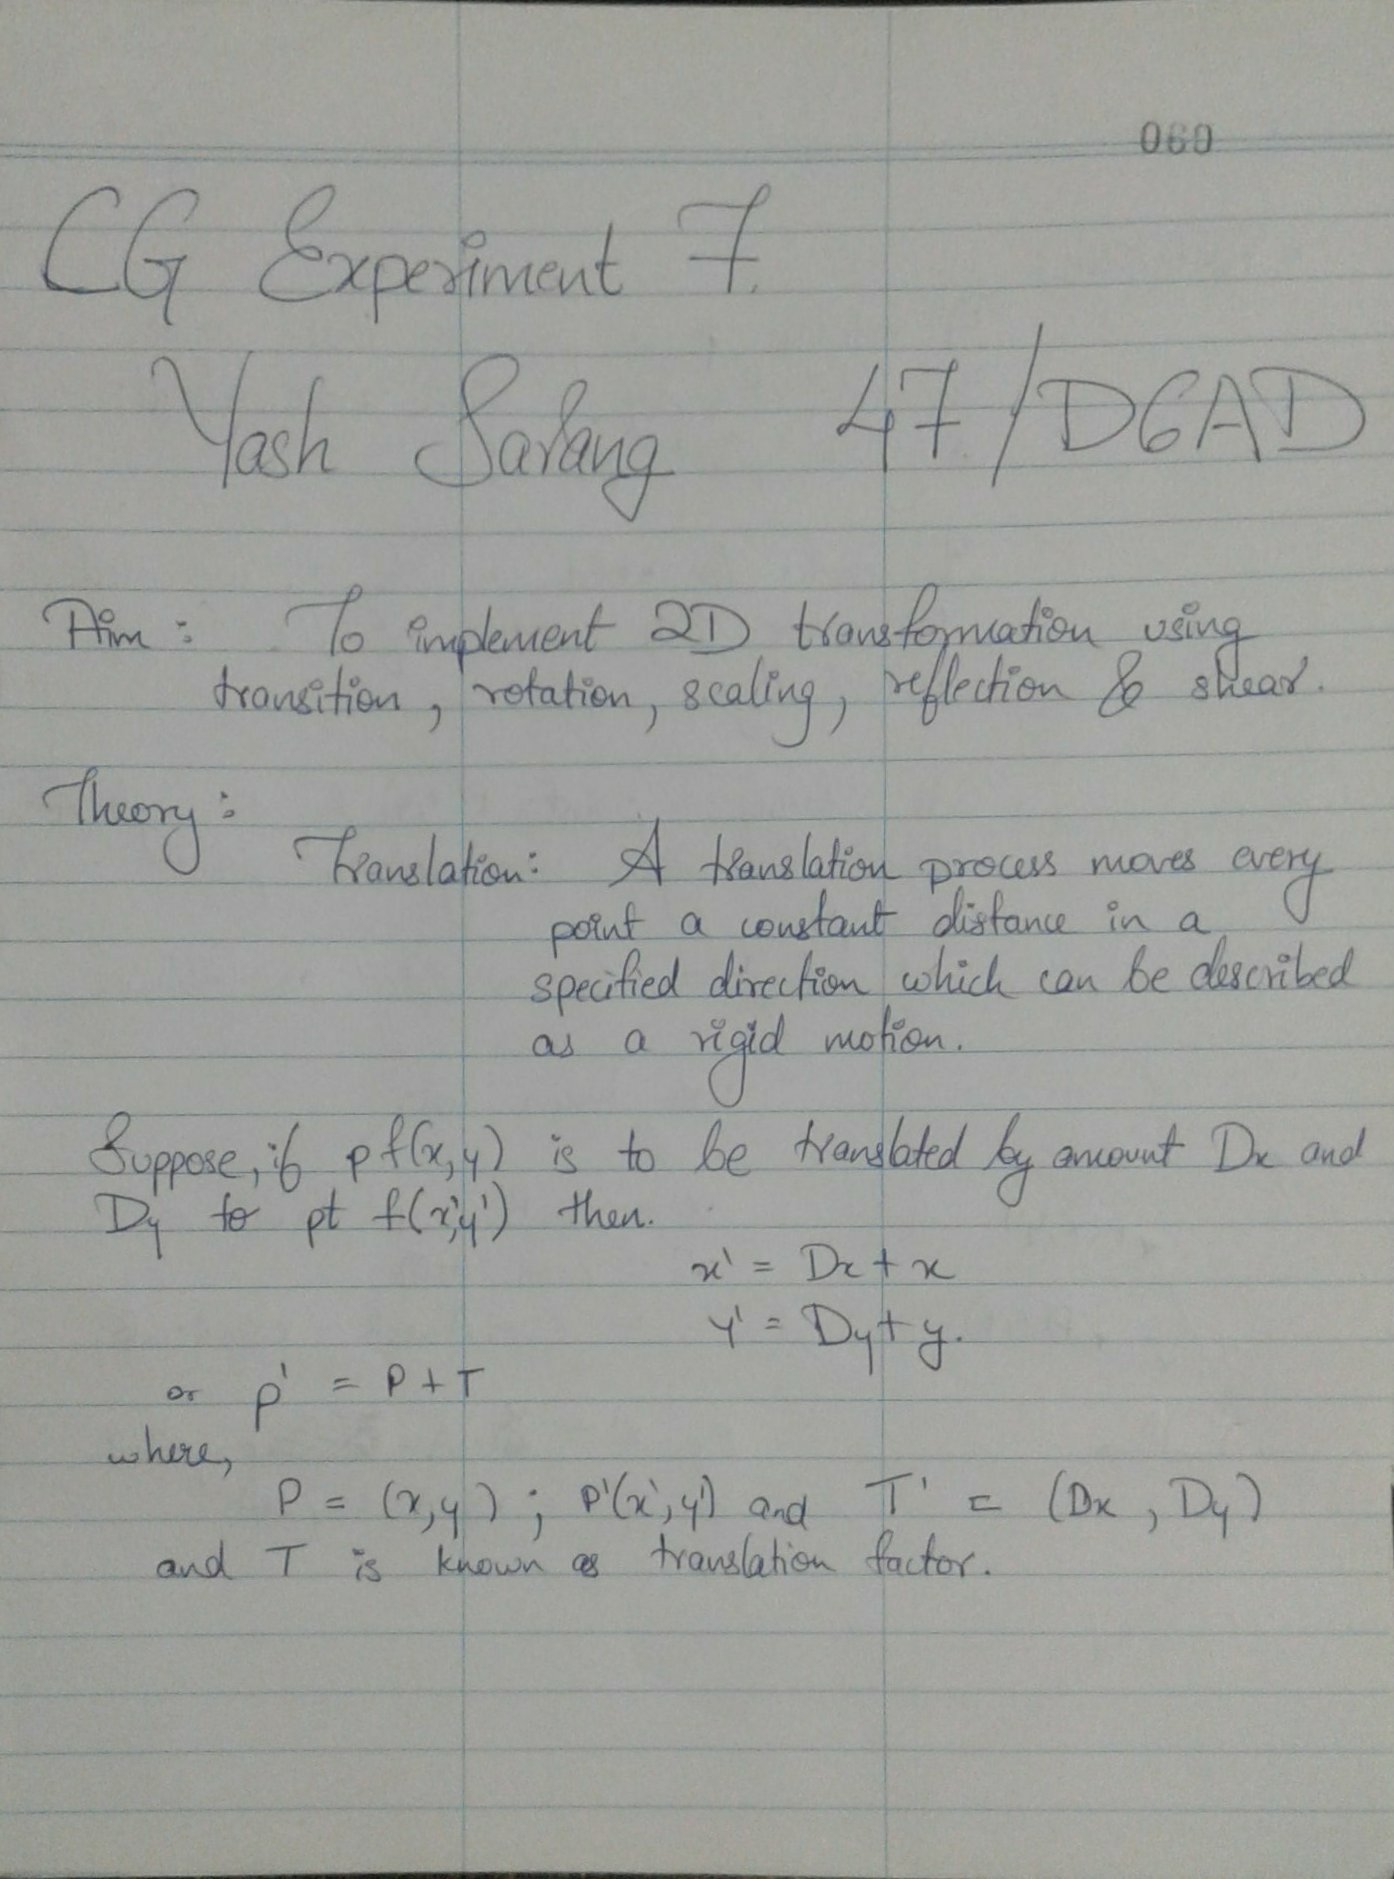 060
CG Experiment 7.
Yash Sarang 47/D6AD
Aim : To implement 2D transformation using
transition, rotation, scaling, reflection & shear.
Theory :
Translation: A translation process moves every
point a constant distance in a
specified direction which can be described
as a rigid motion.
Suppose, if p f(x,y) is to be translated by amount Dx and
Dy to pt f(x',y') then.
x' = Dx + x
y' = Dy + y.
or p' = P + T
where,
P = (x,y) ; P'(x',y') and T' = (Dx , Dy)
and T is known as translation factor.